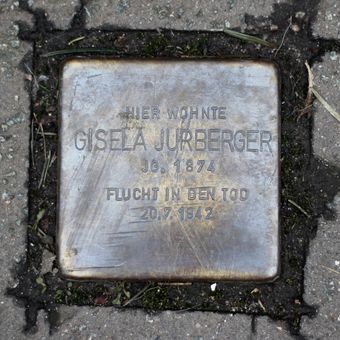 HIER WOHNTE
GISELA JURBERGER
JG. 1874
FLUCHT IN DEN TOD
20.7.1942